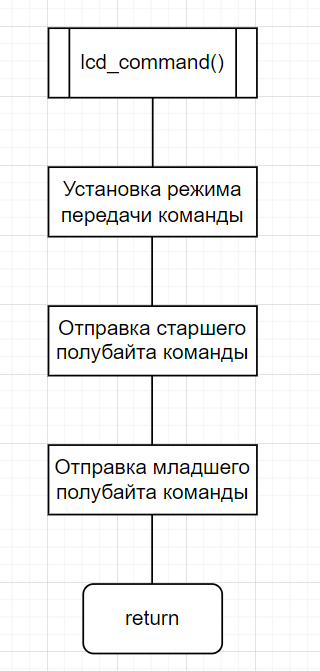 lcd_command()
Установка режима
передачи команды
Отправка старшего
полубайта команды
Отправка младшего
полубайта команды
return